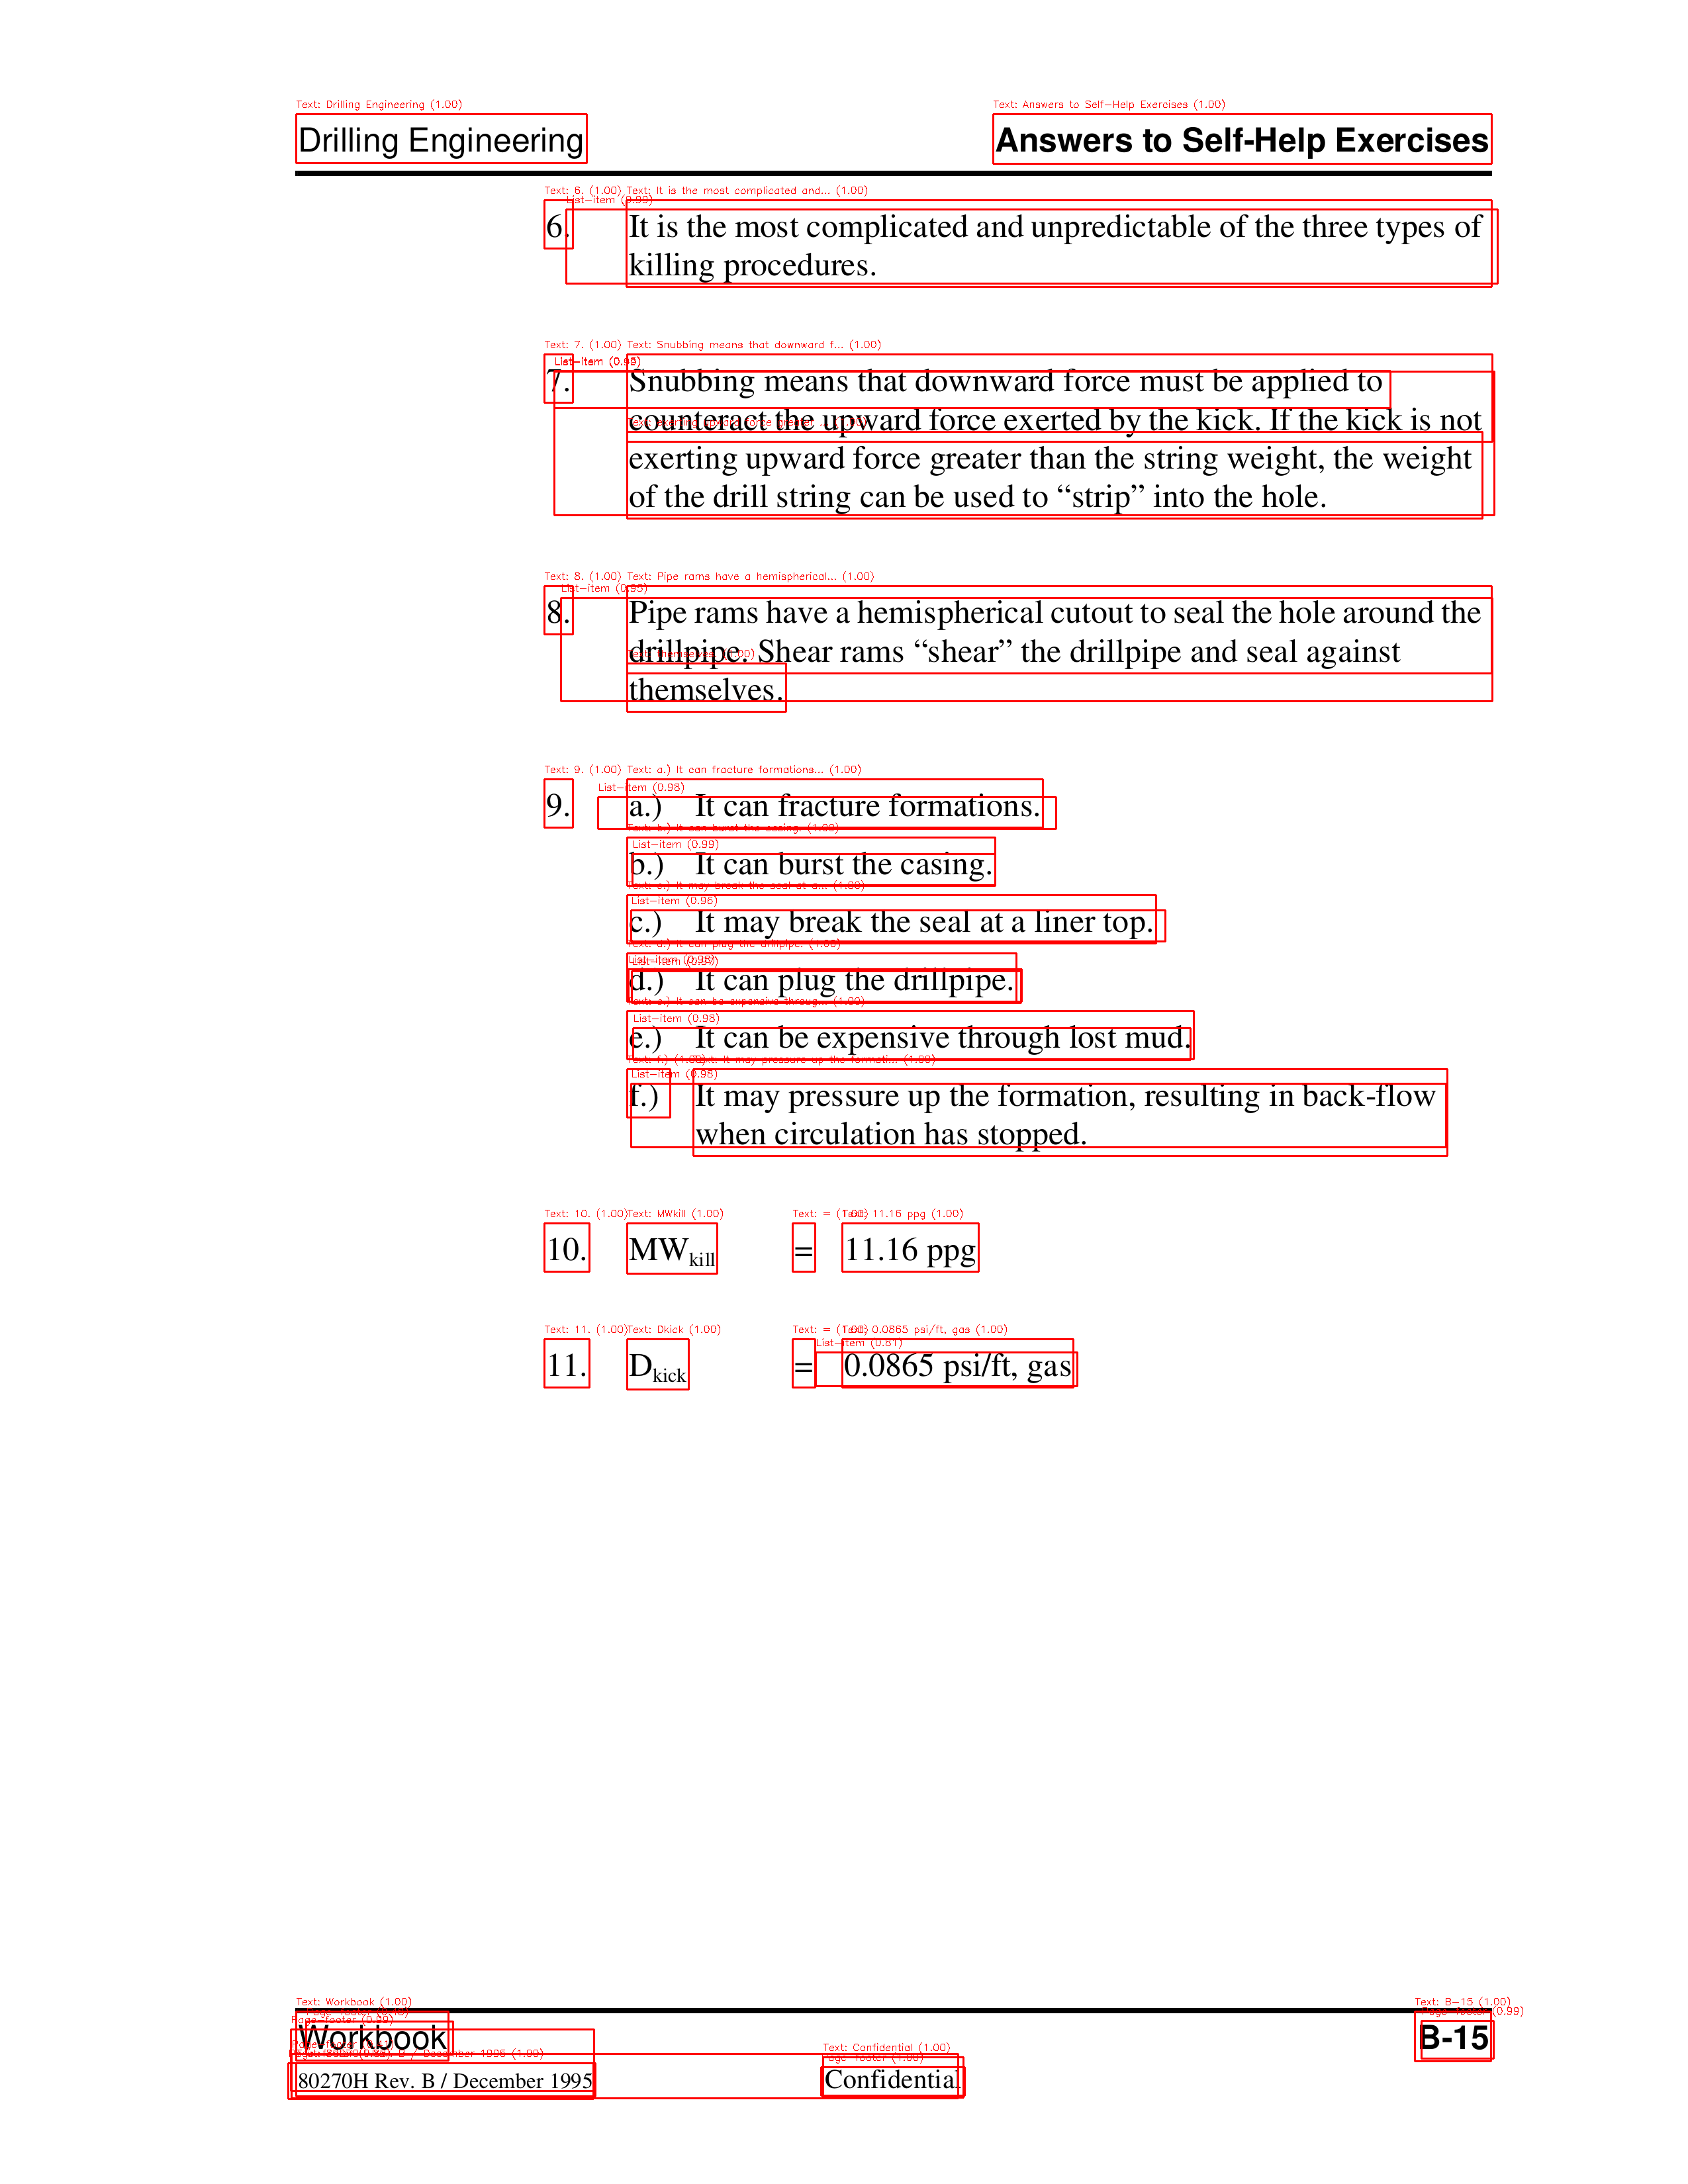 Drilling Engineering Answers to Self-Help Exercises
6. It is the most complicated and unpredictable of the three types of
killing procedures.
7. Snubbing means that downward force must be applied to
counteract the upward force exerted by the kick. If the kick is not
exerting upward force greater than the string weight, the weight
of the drill string can be used to “strip” into the hole.
8. Pipe rams have a hemispherical cutout to seal the hole around the
drillpipe. Shear rams “shear” the drillpipe and seal against
themselves.
9. a.) It can fracture formations.
b.) It can burst the casing.
c.) It may break the seal at a liner top.
d.) It can plug the drillpipe.
e.) It can be expensive through lost mud.
f.) It may pressure up the formation, resulting in back-flow
when circulation has stopped.
10. MWkill = 11.16 ppg
11. Dkick = 0.0865 psi/ft, gas
Workbook B-15
80270H Rev. B / December 1995 Confidential